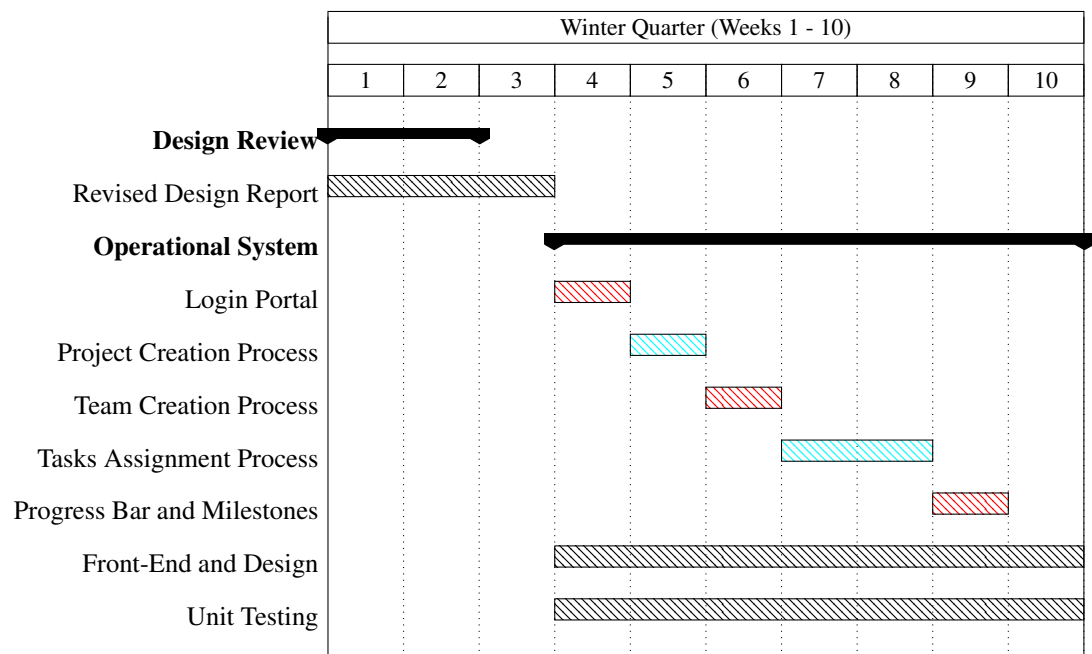 Winter Quarter (Weeks 1 - 10)
1 2 3 4 5 6 7 8 9 10
Design Review
Revised Design Report
Operational System
Login Portal
Project Creation Process
Team Creation Process
Tasks Assignment Process
Progress Bar and Milestones
Front-End and Design
Unit Testing